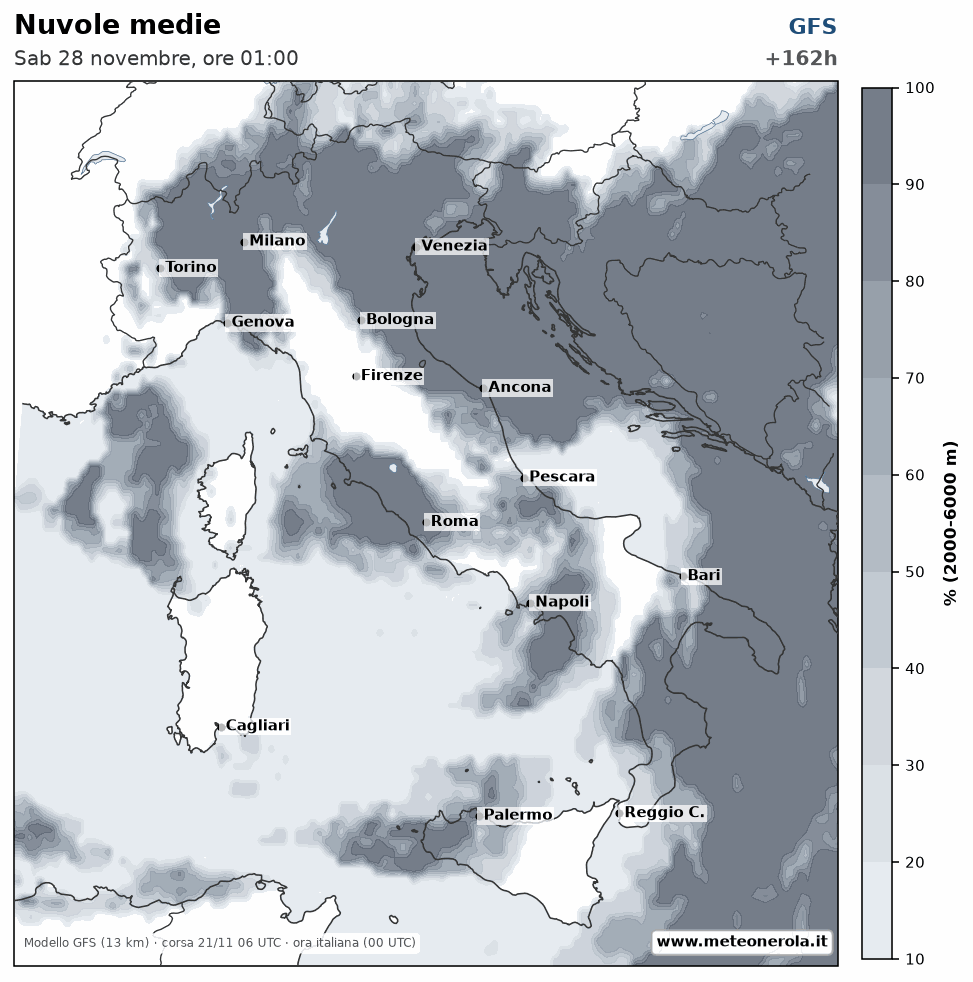 Nuvole medie
GFS
Sab 28 novembre, ore 01:00
+162h
Milano
Venezia
Torino
Genova
Bologna
Firenze
Ancona
Pescara
Roma
Bari
Napoli
Cagliari
Palermo
Reggio C.
100
90
80
70
60
50
40
30
20
10
% (2000-6000 m)
Modello GFS (13 km) · corsa 21/11 06 UTC · ora italiana (00 UTC)
www.meteonerola.it